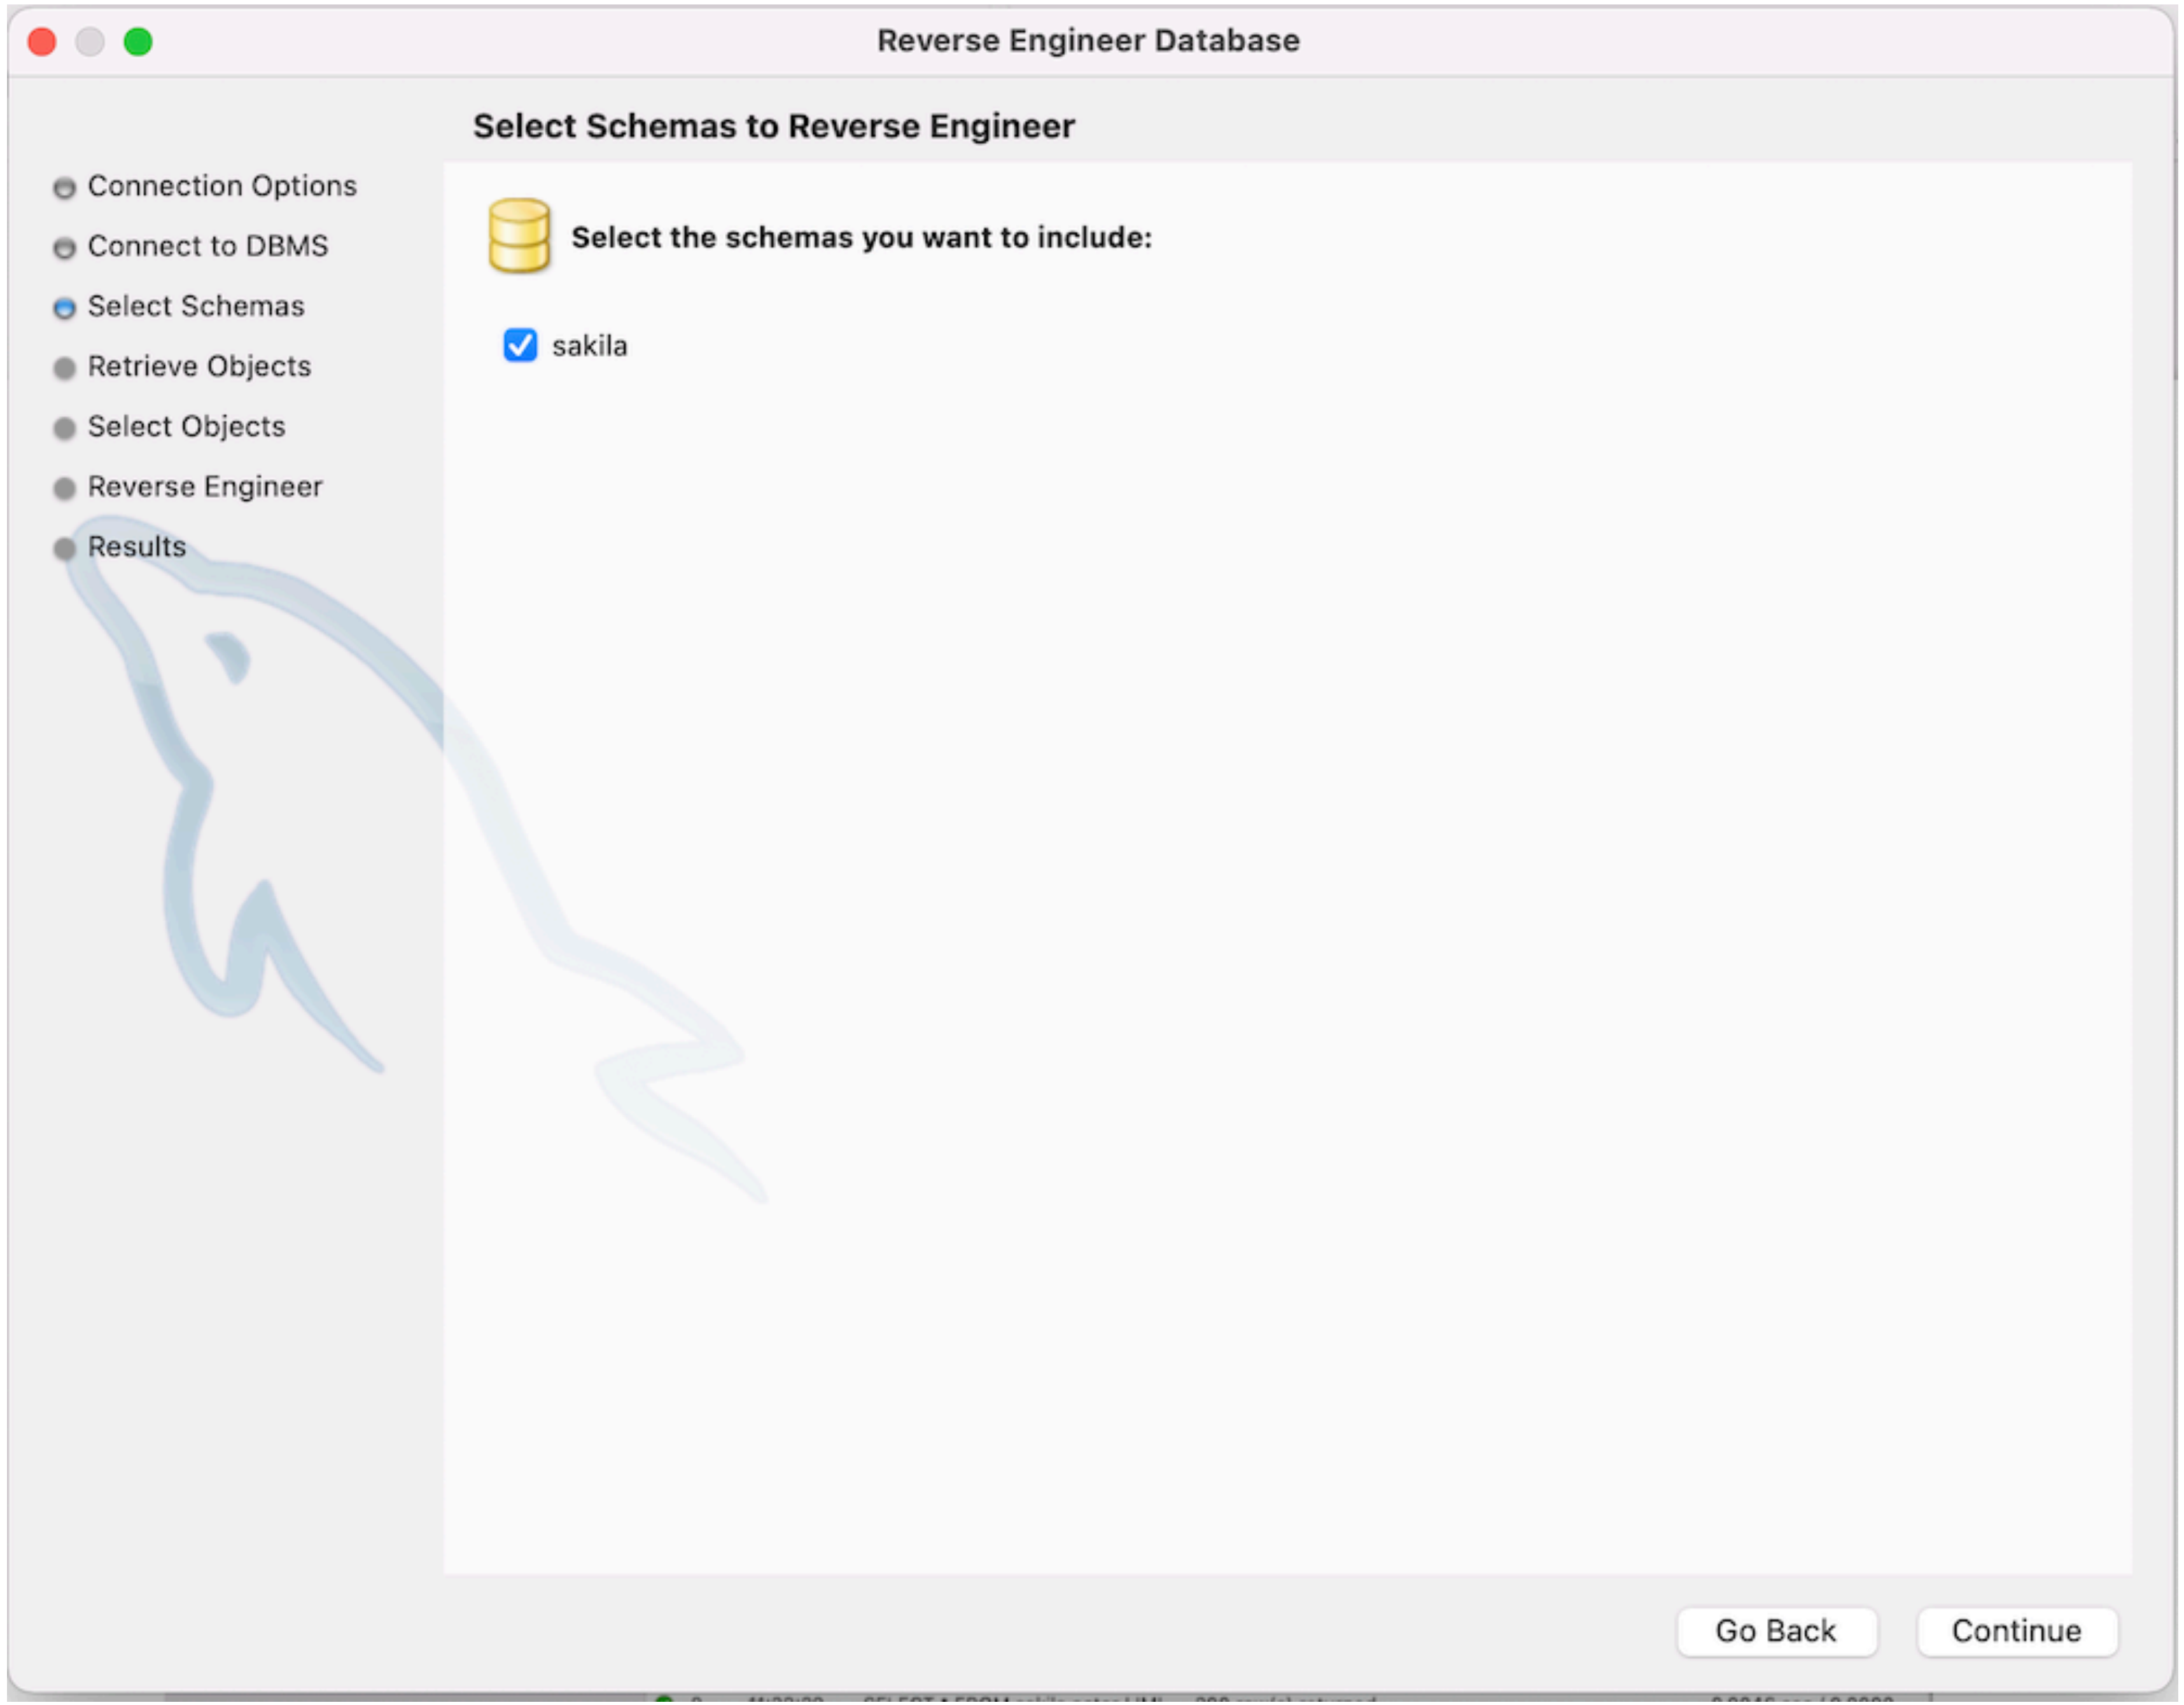 Reverse Engineer Database
Select Schemas to Reverse Engineer
Connection Options
Connect to DBMS
Select Schemas
Retrieve Objects
Select Objects
Reverse Engineer
Results
Select the schemas you want to include:
sakila
Go Back
Continue